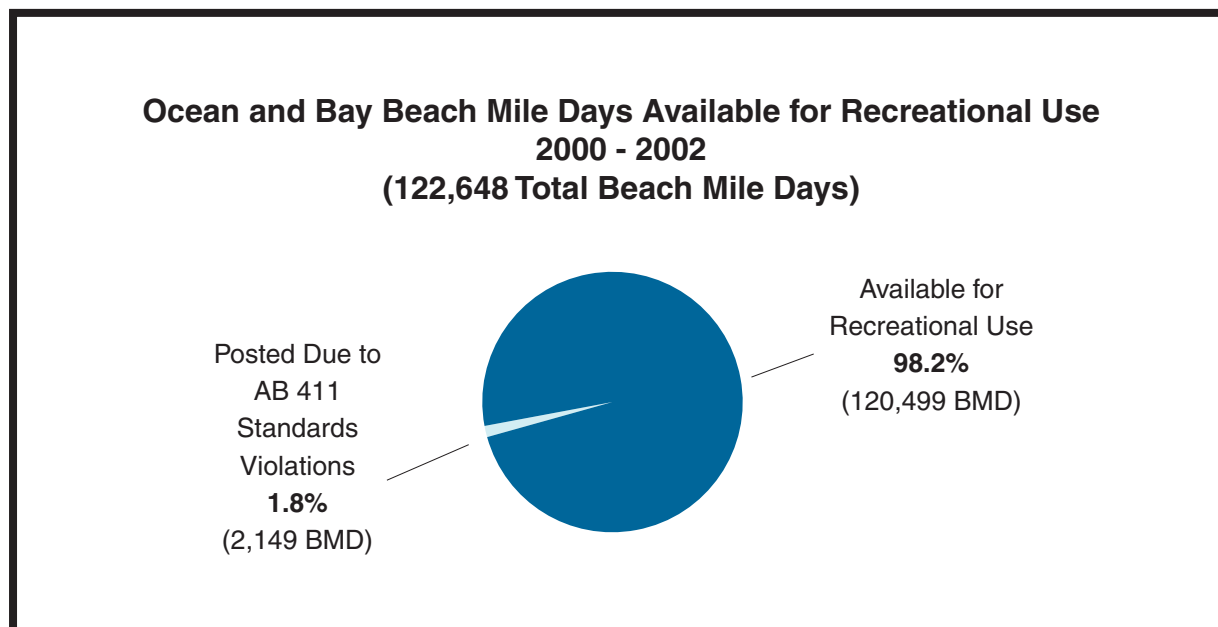 Ocean and Bay Beach Mile Days Available for Recreational Use
2000 - 2002
(122,648 Total Beach Mile Days)
Available for
Recreational Use
98.2%
(120,499 BMD)
Posted Due to
AB 411
Standards
Violations
1.8%
(2,149 BMD)